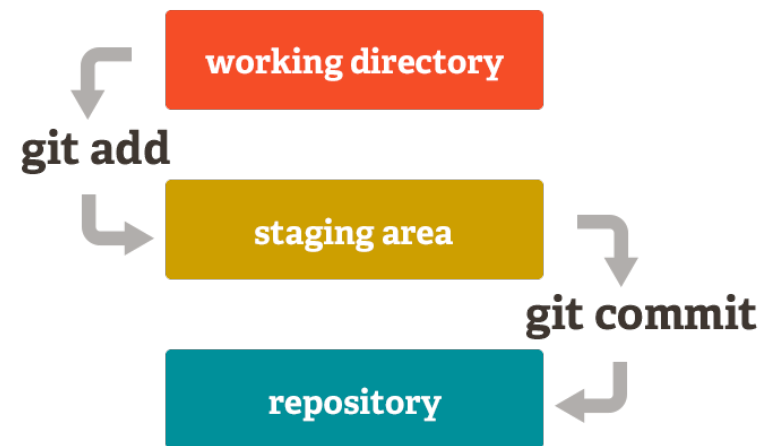 working directory
git add
staging area
git commit
repository